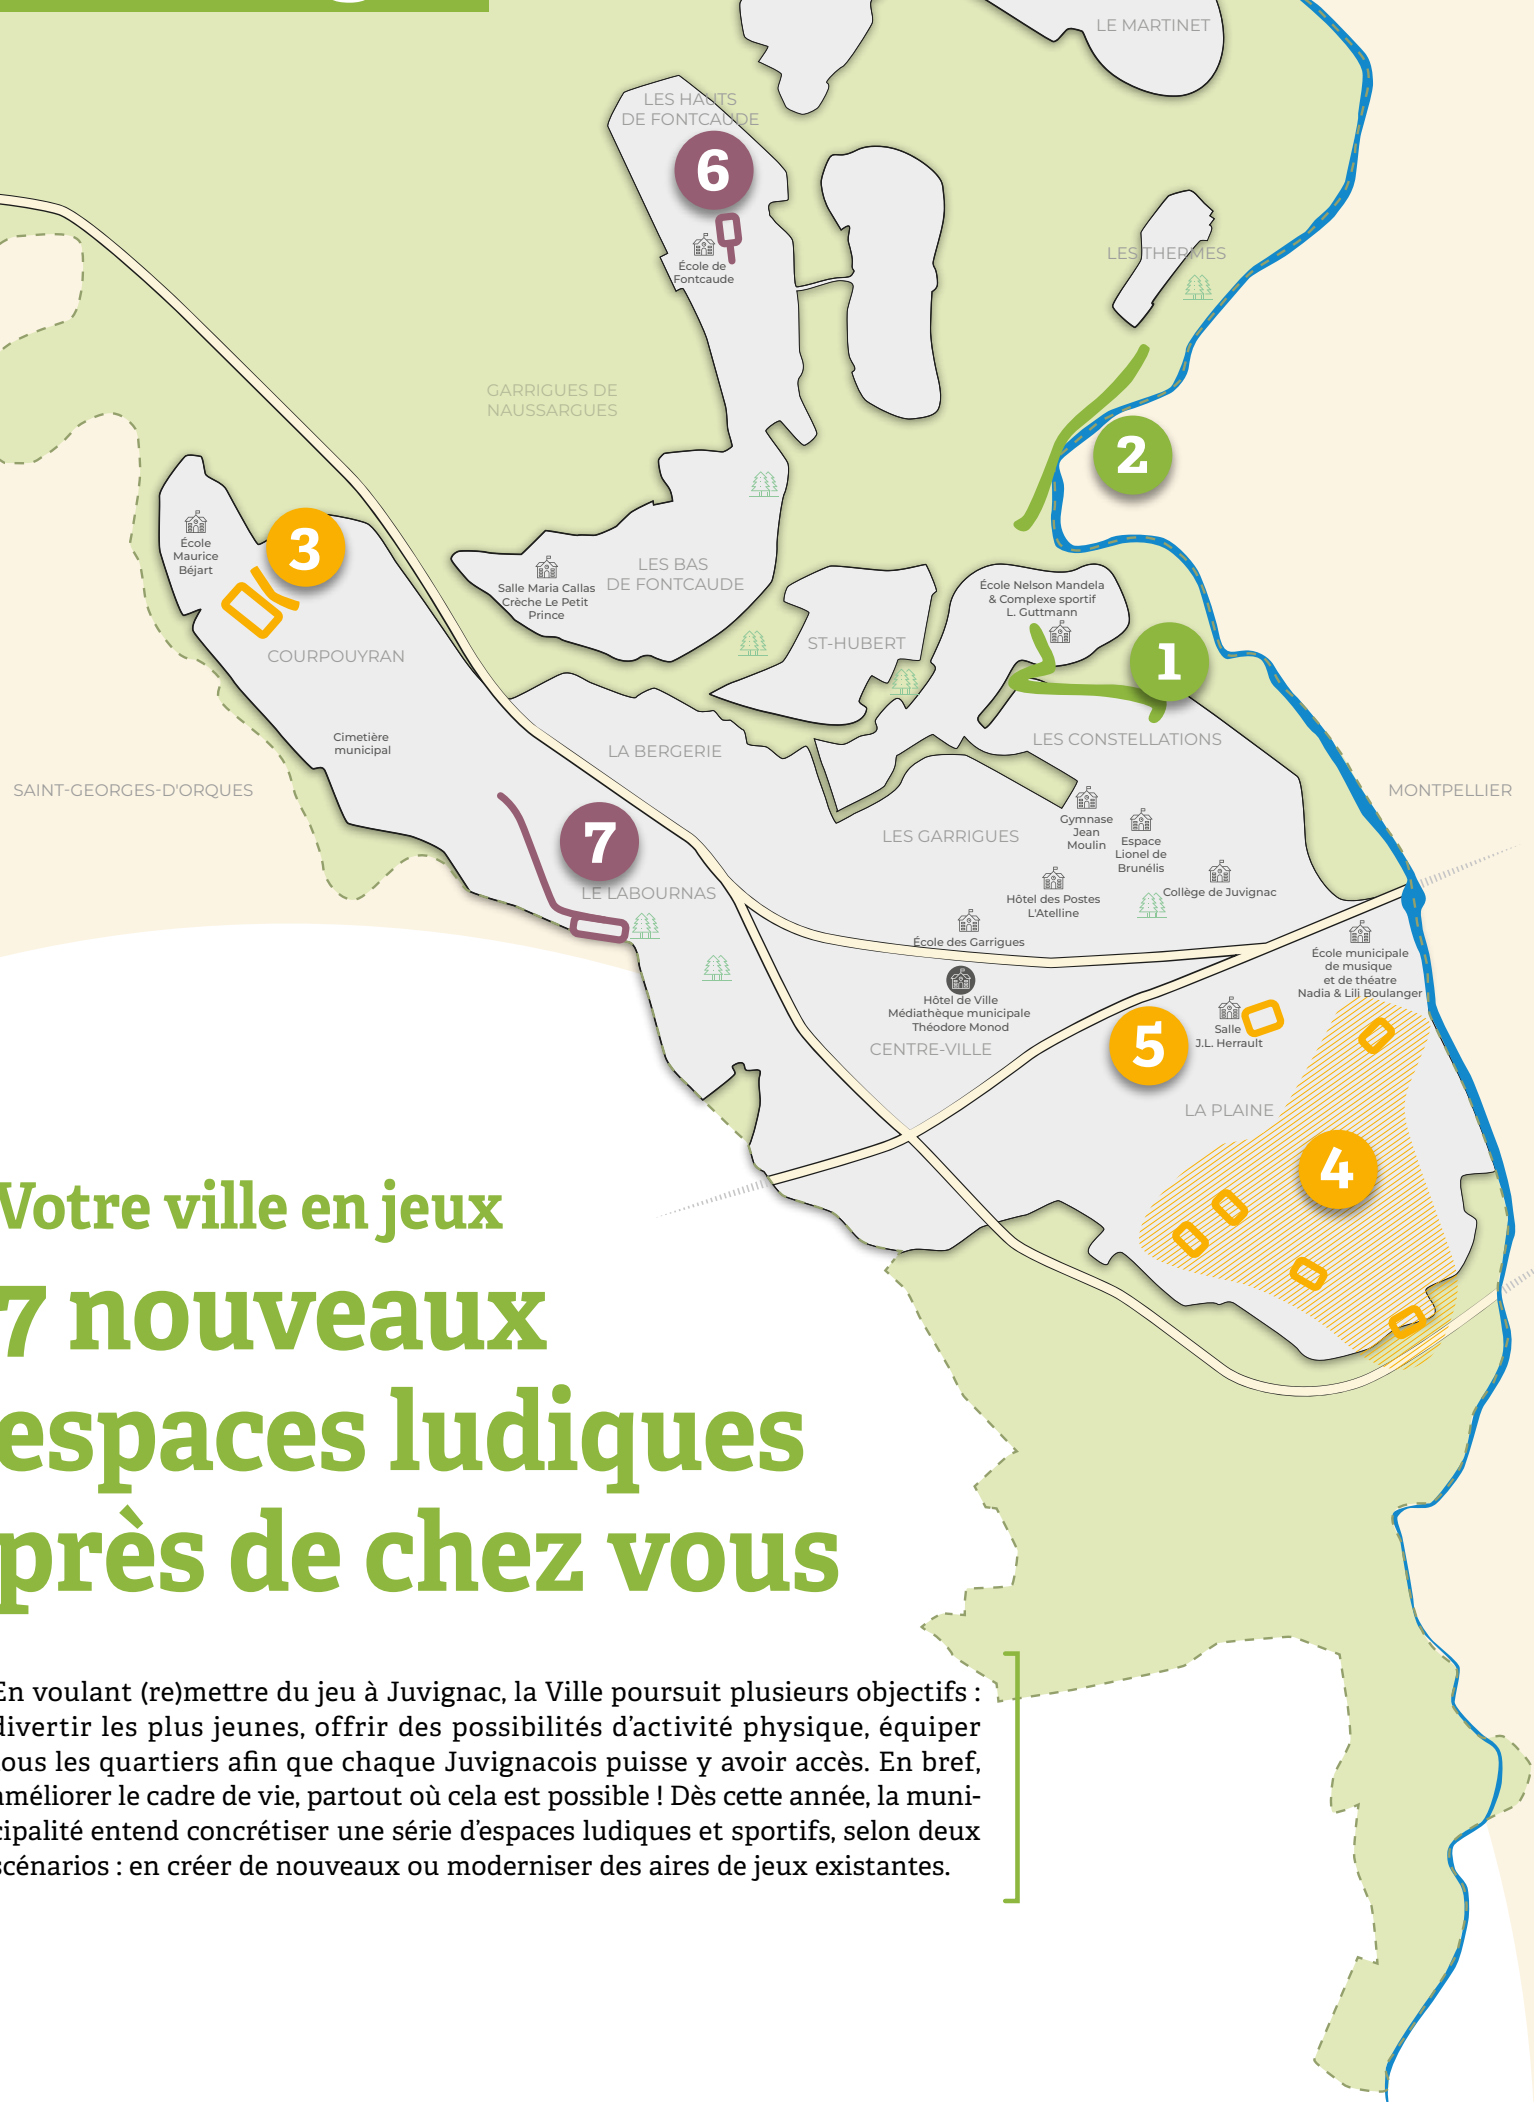 LE MARTINET
LES HAUTS
DE FONTCAUDE
6
École de
Fontcaude
LES THERMES
GARRIGUES DE
NAUSSARGUES
2
École
Maurice
Béjart
3
COURPOUYRAN
Cimetière
municipal
Salle Maria Callas
Crèche Le Petit
Prince
LES BAS
DE FONTCAUDE
ST-HUBERT
École Nelson Mandela
& Complexe sportif
L. Guttmann
1
LES CONSTELLATIONS
LA BERGERIE
SAINT-GEORGES-D'ORQUES
MONTPELLIER
7
LE LABOURNAS
LES GARRIGUES
Gymnase
Jean
Moulin
Espace
Lionel de
Brunélis
Collège de Juvignac
Hôtel des Postes
L'Atelline
École des Garrigues
Hôtel de Ville
Médiathèque municipale
Théodore Monod
CENTRE-VILLE
École municipale
de musique
et de théatre
Nadia & Lili Boulanger
5
Salle
J.L. Herrault
LA PLAINE
4
Votre ville en jeux
7 nouveaux
espaces ludiques
près de chez vous
En voulant (re)mettre du jeu à Juvignac, la Ville poursuit plusieurs objectifs :
divertir les plus jeunes, offrir des possibilités d'activité physique, équiper
tous les quartiers afin que chaque Juvignacois puisse y avoir accès. En bref,
améliorer le cadre de vie, partout où cela est possible ! Dès cette année, la muni-
cipalité entend concrétiser une série d'espaces ludiques et sportifs, selon deux
scénarios : en créer de nouveaux ou moderniser des aires de jeux existantes.